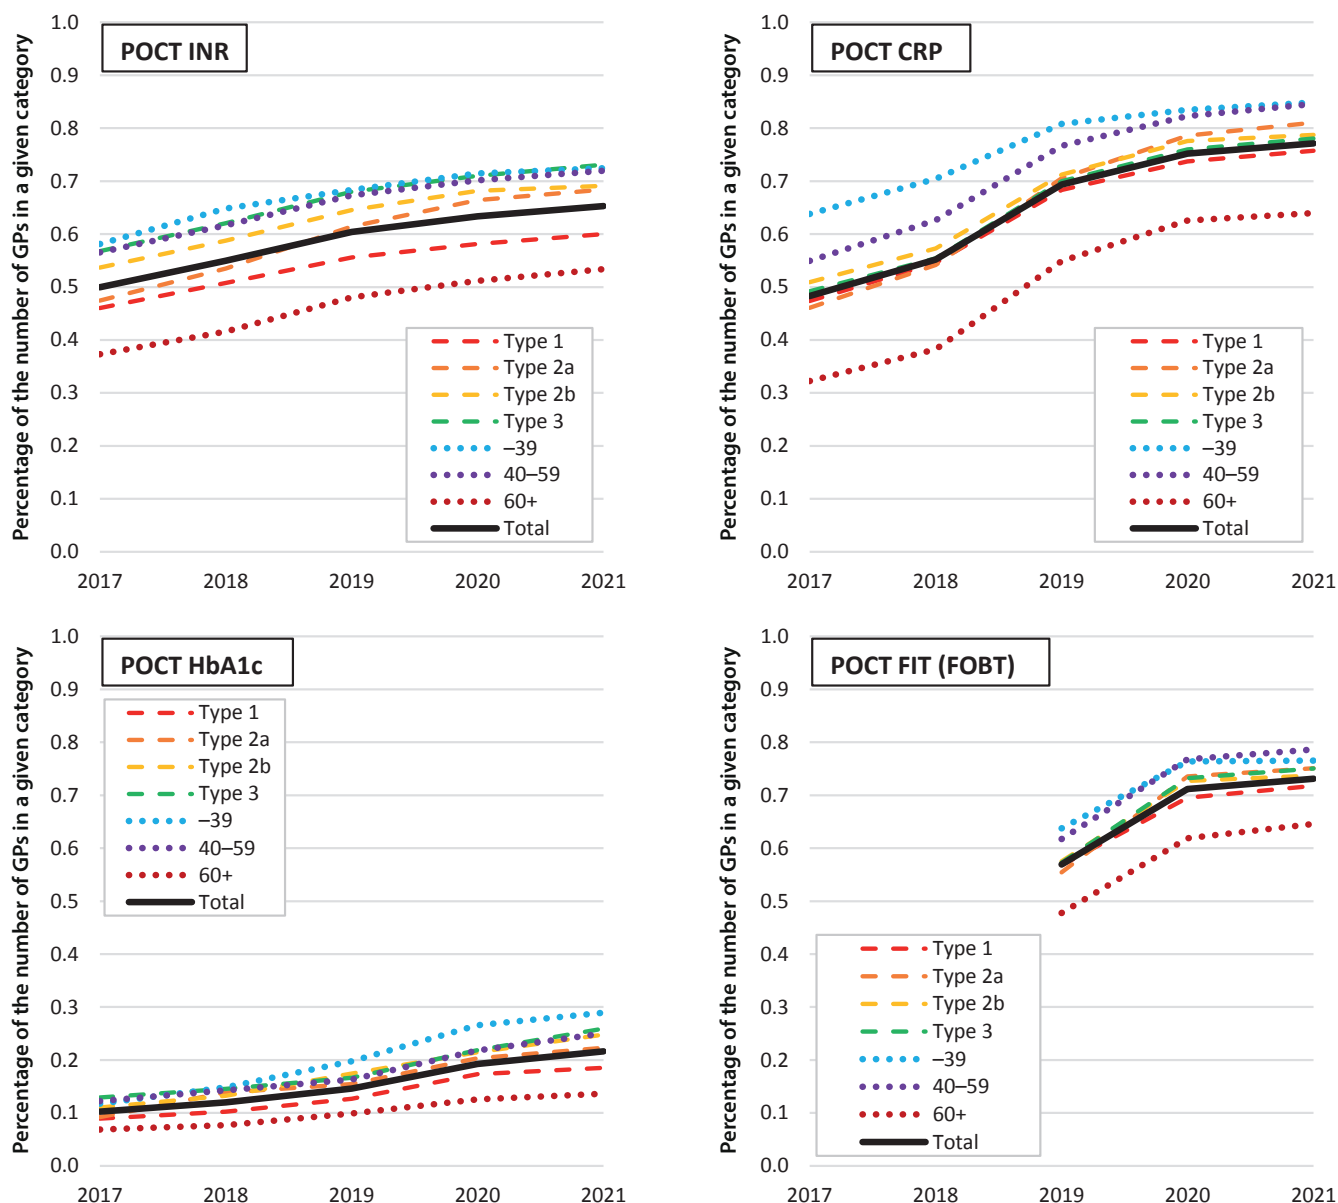 POCT INR
Percentage of the number of GPs in a given category
1.0
0.9
0.8
0.7
0.6
0.5
0.4
0.3
0.2
0.1
0.0
Type 1
Type 2a
Type 2b
Type 3
–39
40–59
60+
Total
2017 2018 2019 2020 2021
POCT CRP
Percentage of the number of GPs in a given category
1.0
0.9
0.8
0.7
0.6
0.5
0.4
0.3
0.2
0.1
0.0
Type 1
Type 2a
Type 2b
Type 3
–39
40–59
60+
Total
2017 2018 2019 2020 2021
POCT HbA1c
Percentage of the number of GPs in a given category
1.0
0.9
0.8
0.7
0.6
0.5
0.4
0.3
0.2
0.1
0.0
Type 1
Type 2a
Type 2b
Type 3
–39
40–59
60+
Total
2017 2018 2019 2020 2021
POCT FIT (FOBT)
Percentage of the number of GPs in a given category
1.0
0.9
0.8
0.7
0.6
0.5
0.4
0.3
0.2
0.1
0.0
Type 1
Type 2a
Type 2b
Type 3
–39
40–59
60+
Total
2017 2018 2019 2020 2021